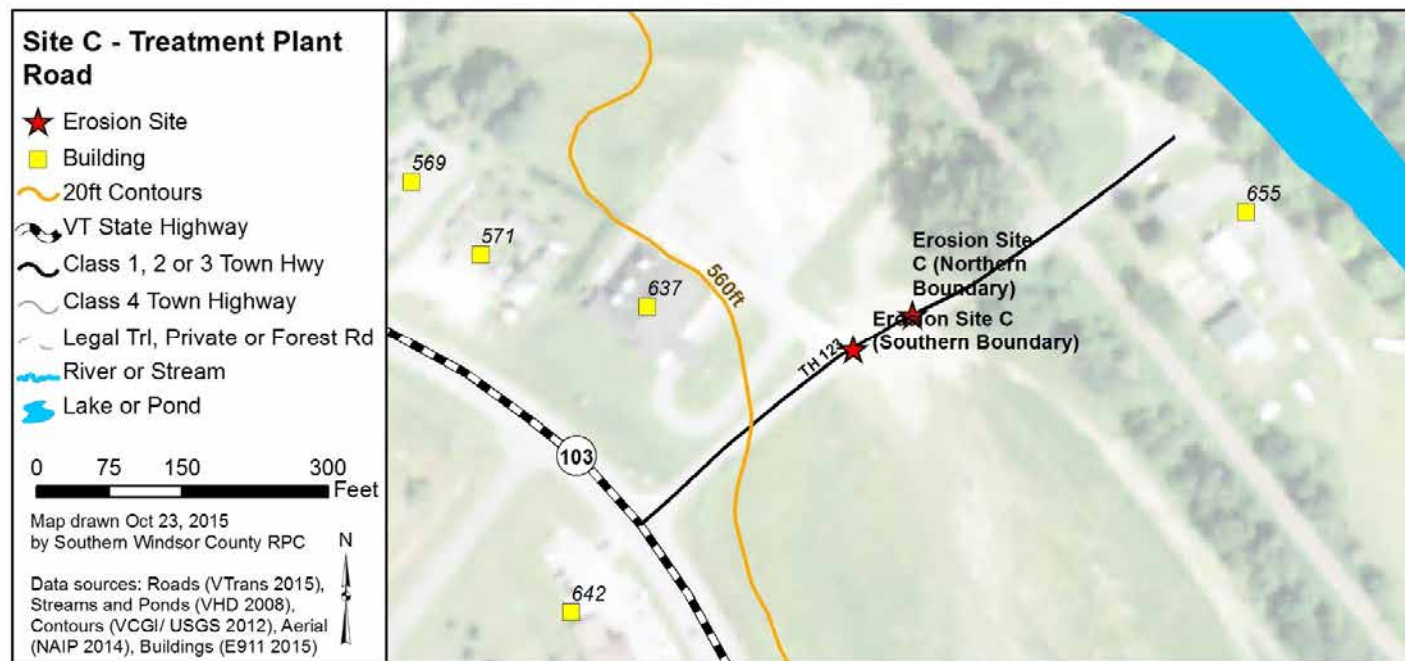 Site C - Treatment Plant
Road
Erosion Site
Building
20ft Contours
VT State Highway
Class 1, 2 or 3 Town Hwy
Class 4 Town Highway
Legal Trl, Private or Forest Rd
River or Stream
Lake or Pond
0 75 150 300
Feet
Map drawn Oct 23, 2015
by Southern Windsor County RPC
N
Data sources: Roads (VTrans 2015),
Streams and Ponds (VHD 2008),
Contours (VCGI/ USGS 2012), Aerial
(NAIP 2014), Buildings (E911 2015)
569
571
637
560ft
655
Erosion Site
C (Northern
Boundary)
Erosion Site C
(Southern Boundary)
TH 123
103
642